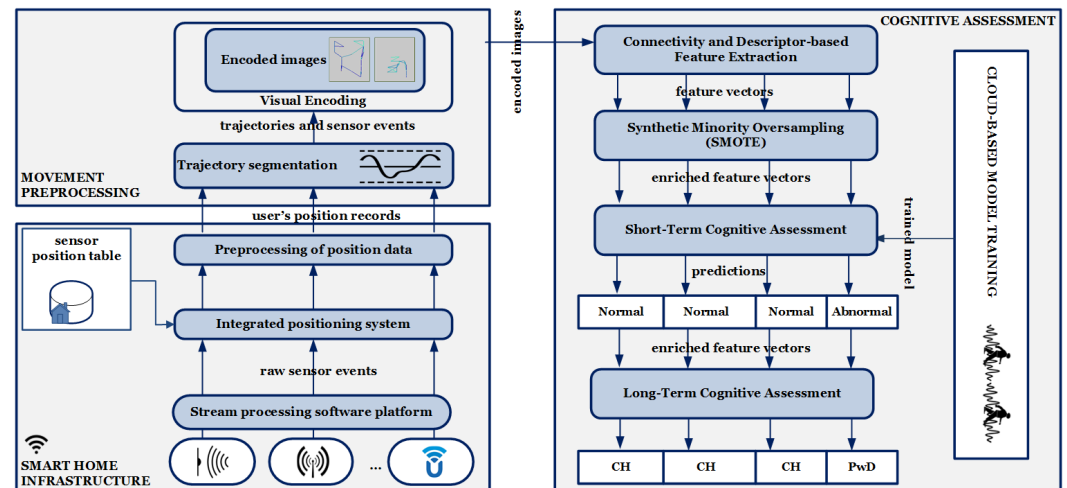 Encoded images
Visual Encoding
trajectories and sensor events
Trajectory segmentation
MOVEMENT
PREPROCESSING
user's position records
sensor
position table
Preprocessing of position data
Integrated positioning system
raw sensor events
Stream processing software platform
...
SMART HOME
INFRASTRUCTURE
encoded images
COGNITIVE ASSESSMENT
Connectivity and Descriptor-based
Feature Extraction
feature vectors
Synthetic Minority Oversampling
(SMOTE)
enriched feature vectors
Short-Term Cognitive Assessment
predictions
Normal
Normal
Normal
Abnormal
enriched feature vectors
Long-Term Cognitive Assessment
CH
CH
CH
PwD
trained model
CLOUD-BASED MODEL TRAINING